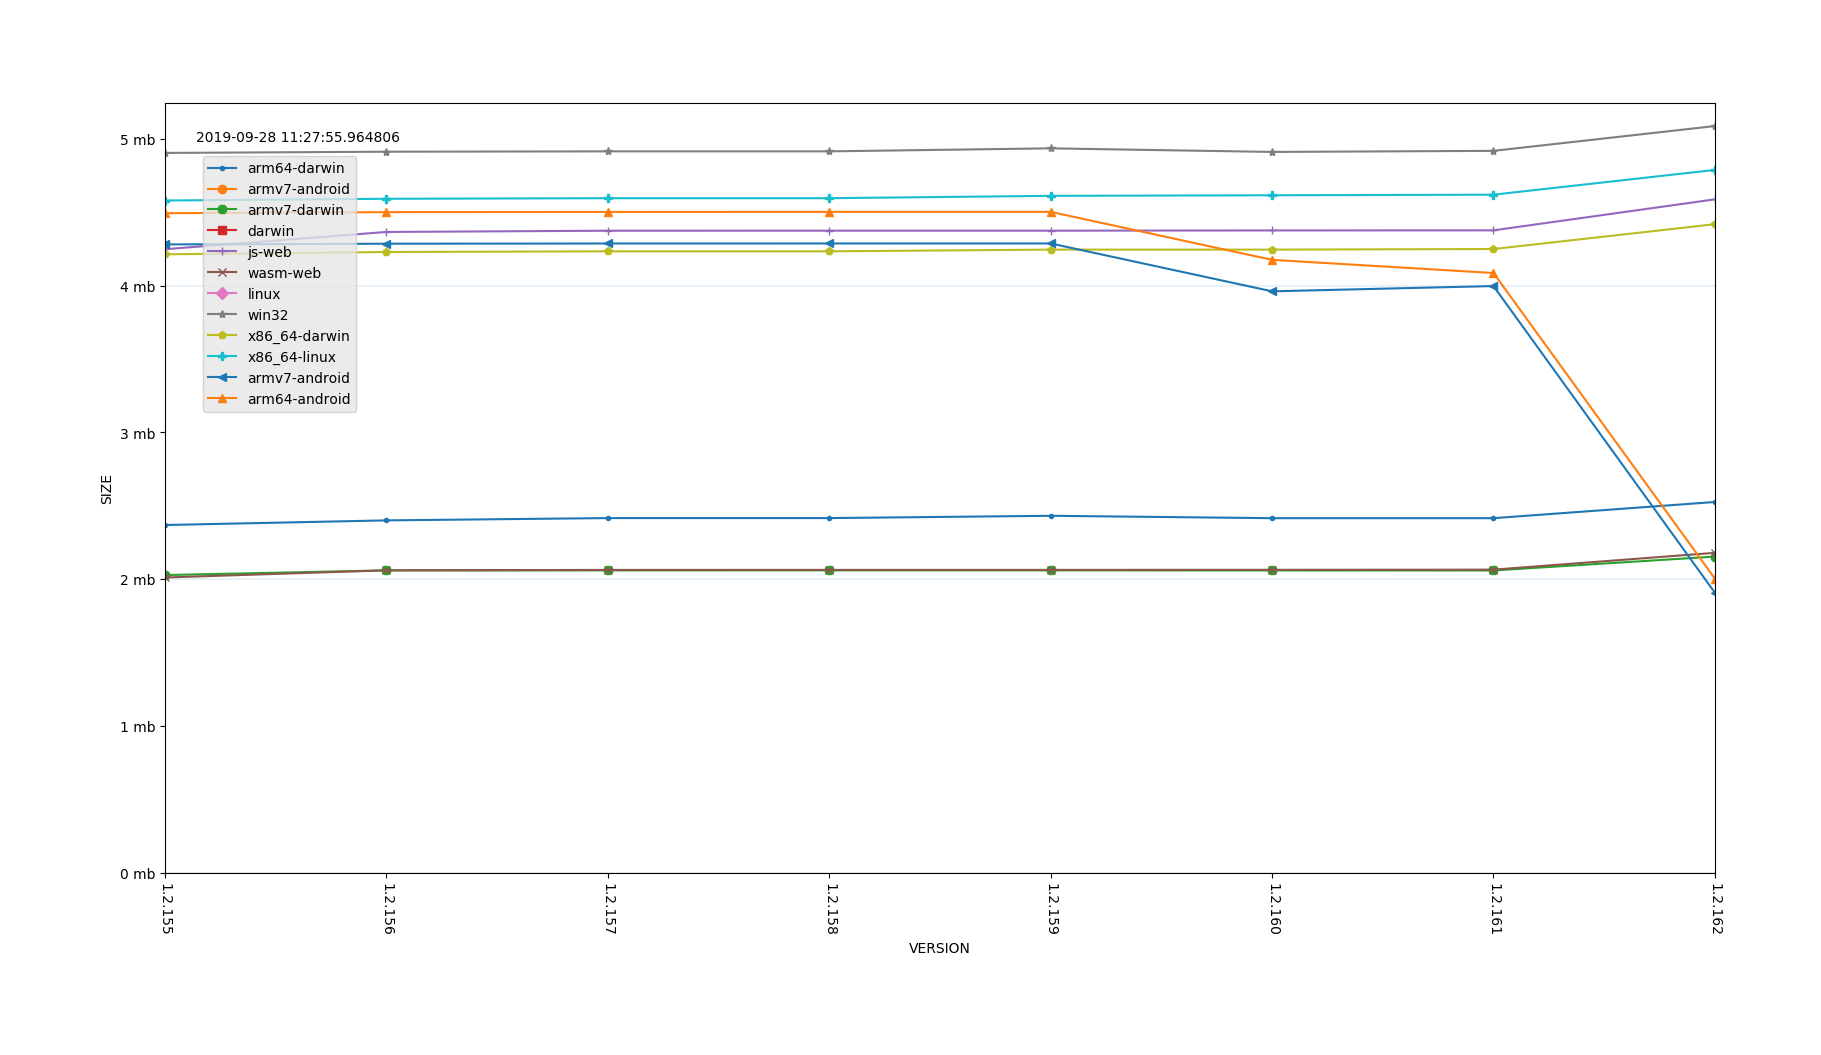 5 mb
4 mb
3 mb
2 mb
1 mb
0 mb
SIZE
2019-09-28 11:27:55.964806
arm64-darwin
armv7-android
armv7-darwin
darwin
js-web
wasm-web
linux
win32
x86_64-darwin
x86_64-linux
armv7-android
arm64-android
1.2.155
1.2.156
1.2.157
1.2.158
1.2.159
1.2.160
1.2.161
1.2.162
VERSION